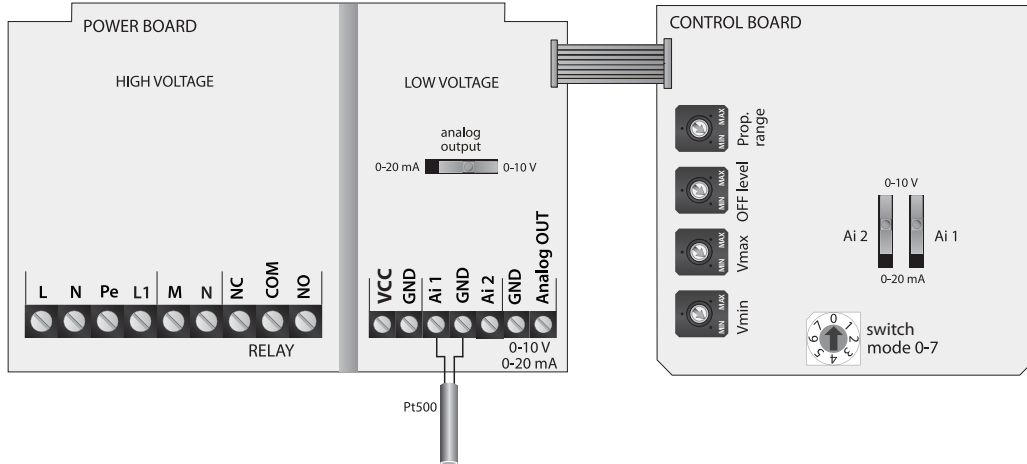 POWER BOARD
HIGH VOLTAGE
LOW VOLTAGE
analog
output
0-20 mA 0-10 V
L N Pe L1 M N NC COM NO
RELAY
VCC GND Ai 1 GND Ai 2 GND Analog OUT
0-10 V
0-20 mA
Pt500
CONTROL BOARD
MIN MAX Prop.
range
MIN MAX OFF level
MIN MAX Vmax
MIN MAX Vmin
0-10 V
Ai 2 Ai 1
0-20 mA
0 1 2 3 4 5 6 7
switch
mode 0-7